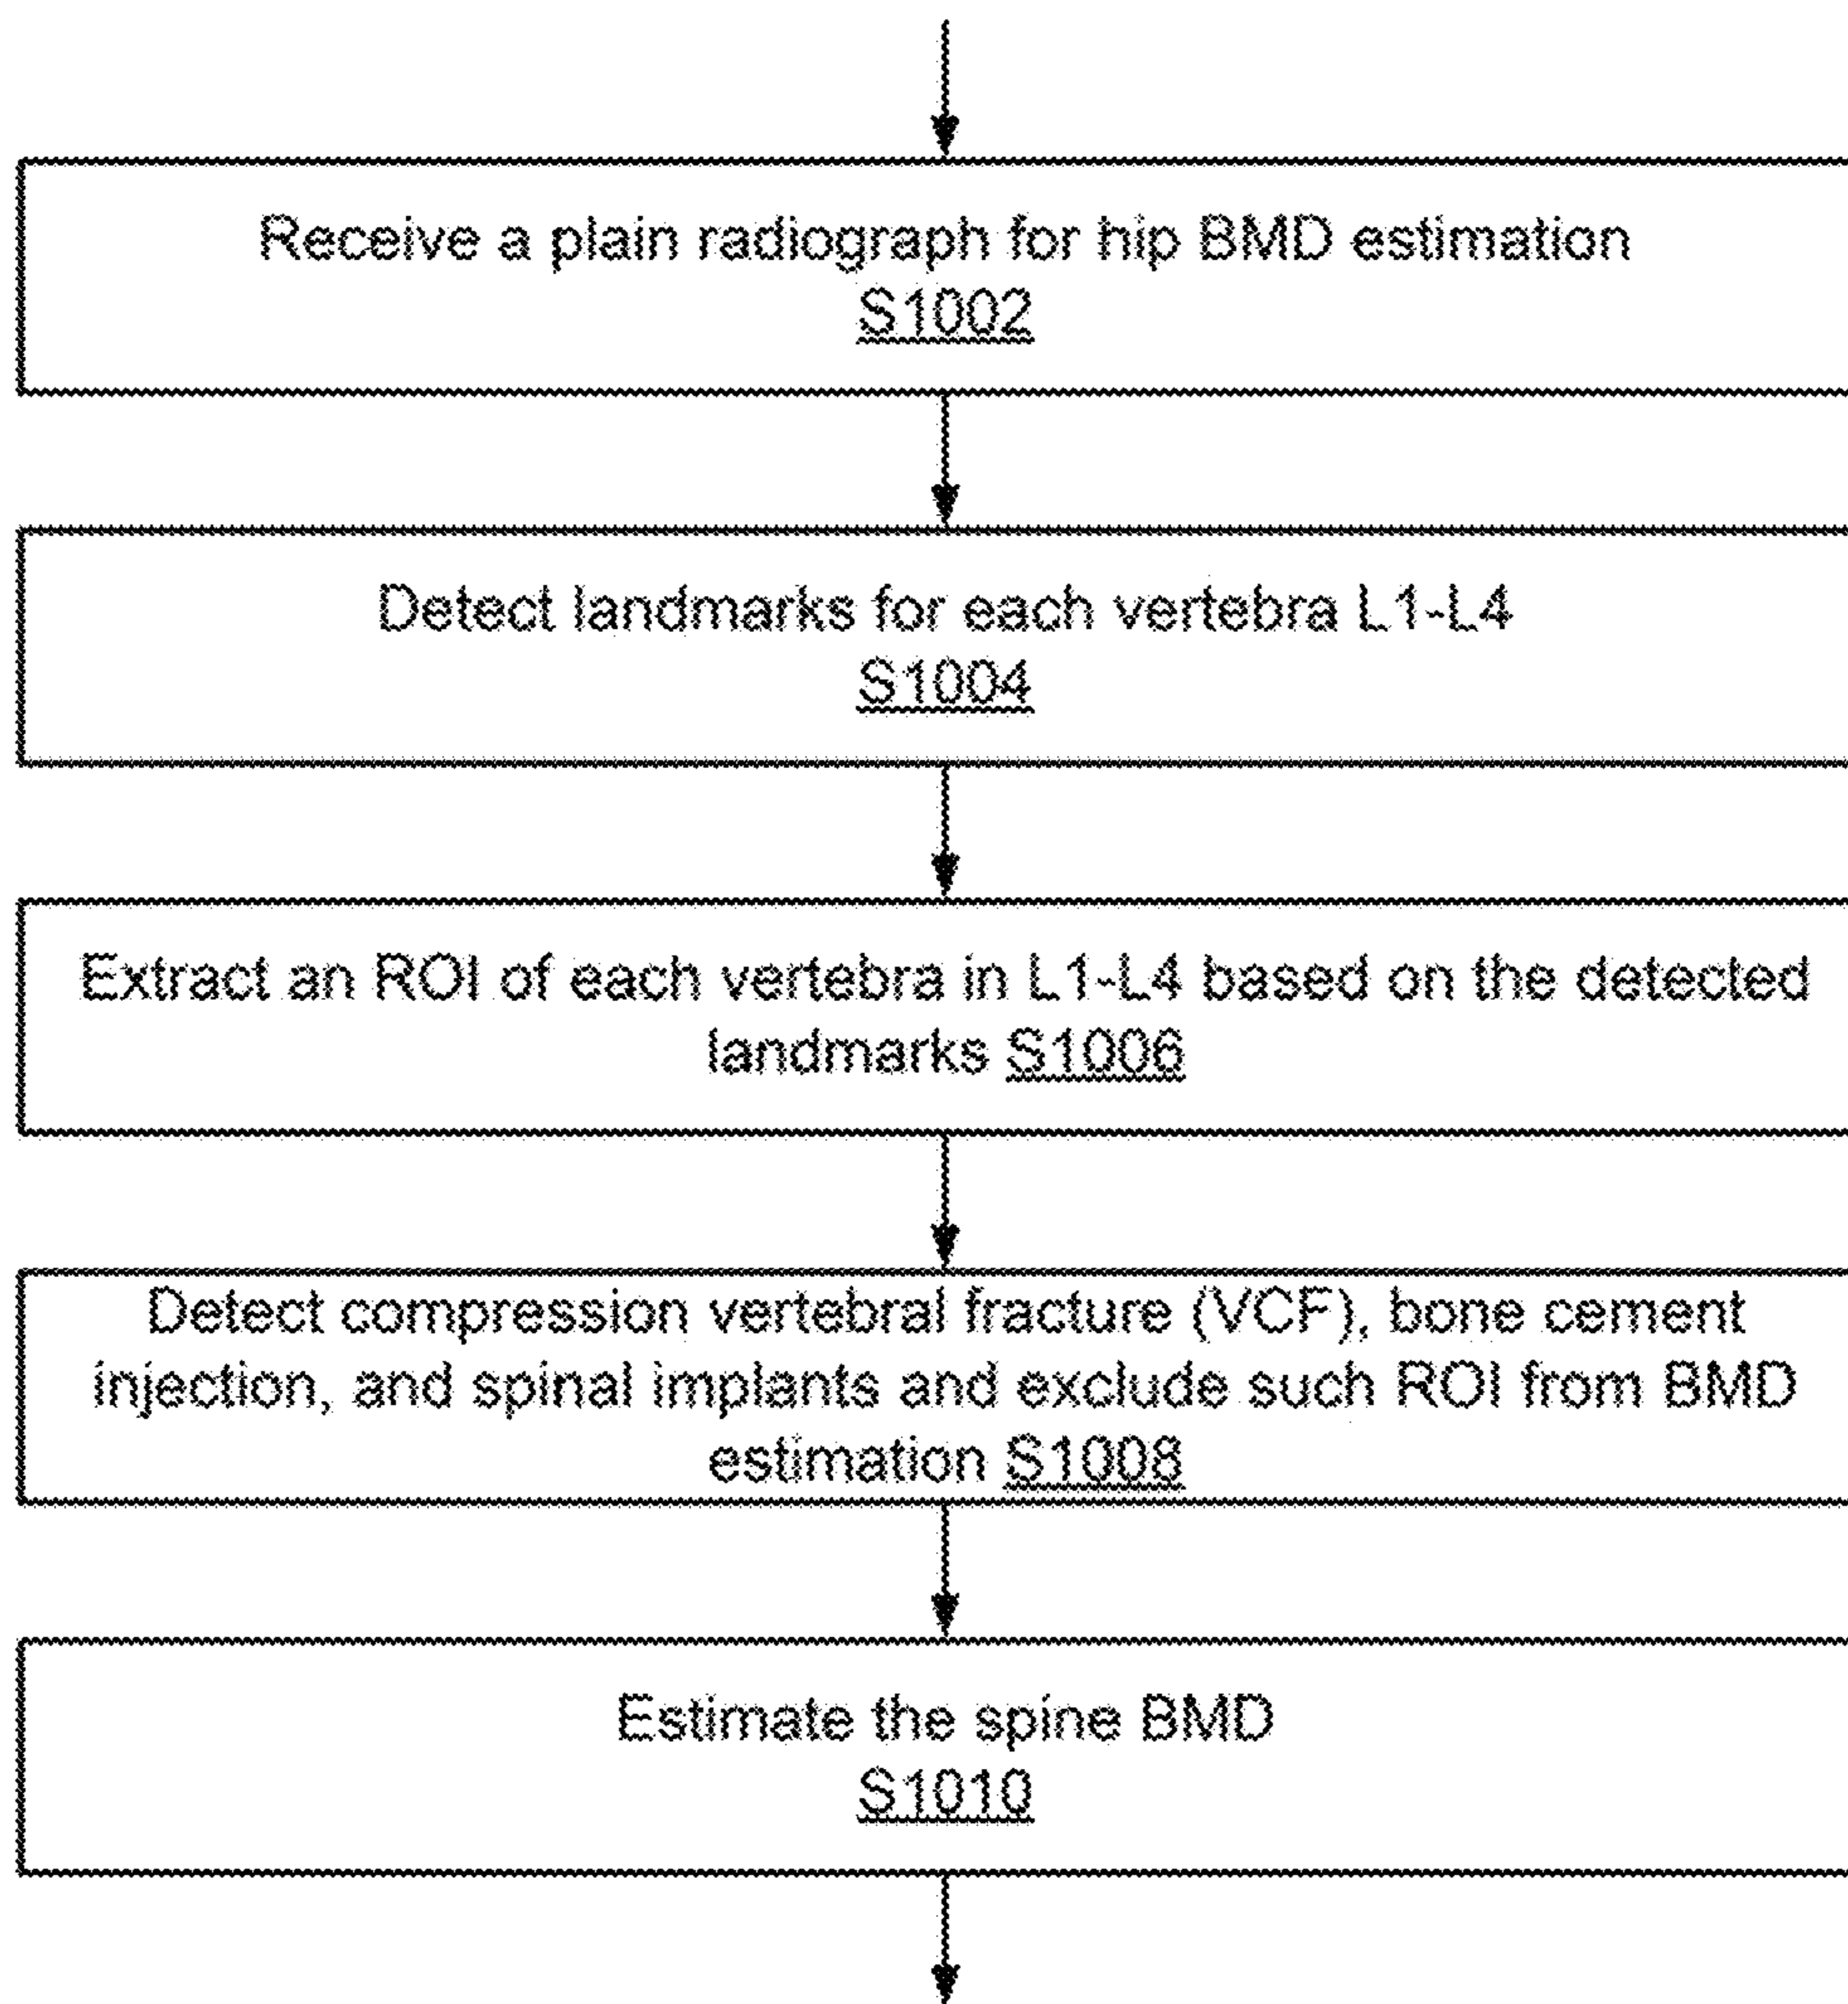 Receive a plain radiograph for hip BMD estimation
S1002
Detect landmarks for each vertebra L1-L4
S1004
Extract an ROI of each vertebra in L1-L4 based on the detected
landmarks S1006
Detect compression vertebral fracture (VCF), bone cement
injection, and spinal implants and exclude such ROI from BMD
estimation S1008
Estimate the spine BMD
S1010